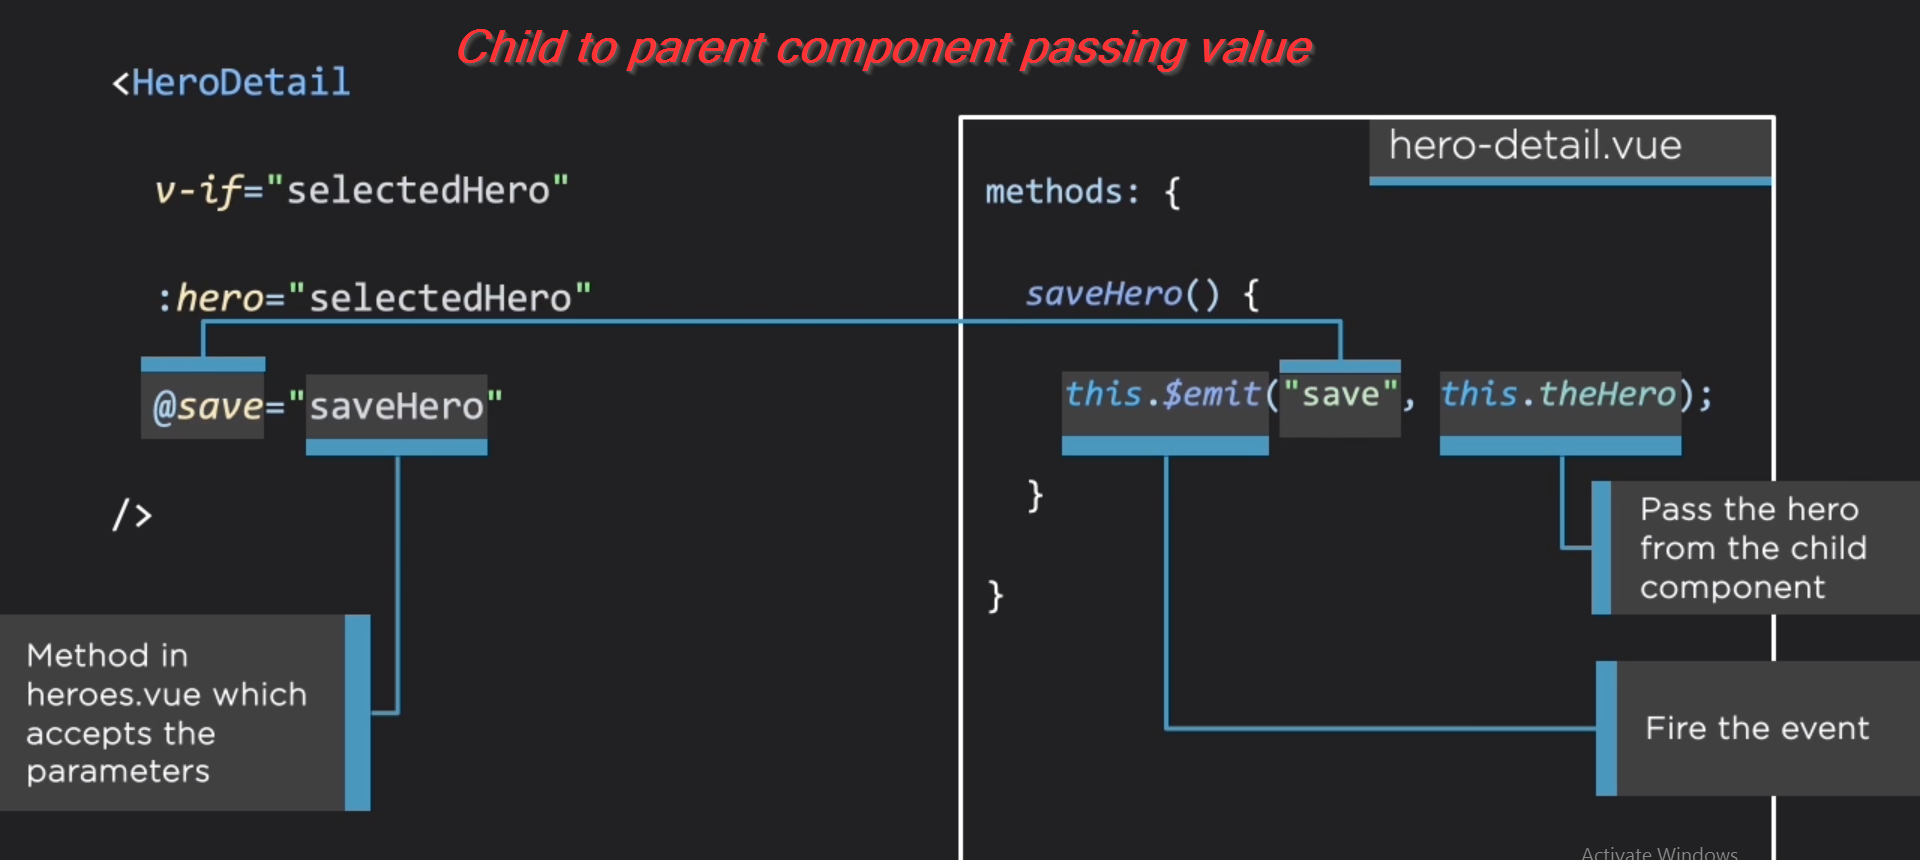 Child to parent component passing value
<HeroDetail
v-if="selectedHero"
:hero="selectedHero"
@save="saveHero"
/>
Method in
heroes.vue which
accepts the
parameters
hero-detail.vue
methods: {
saveHero() {
this.$emit("save", this.theHero);
}
}
Pass the hero
from the child
component
Fire the event
Activate Windows